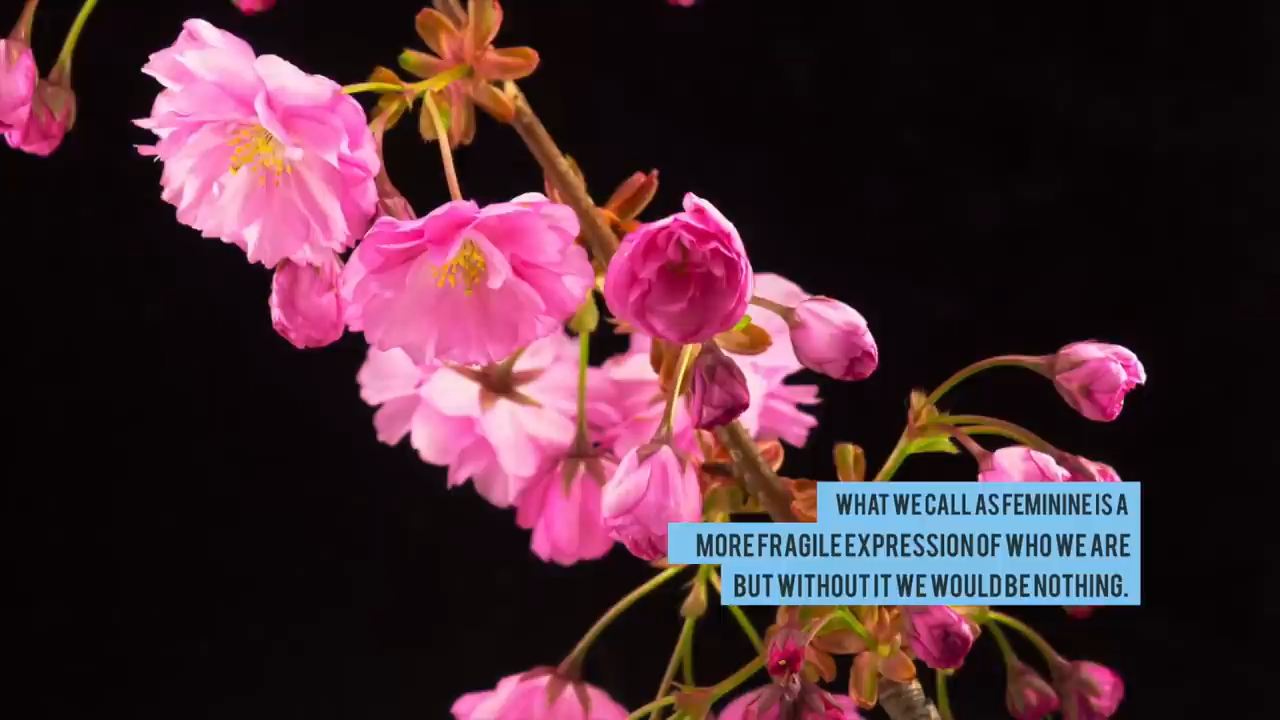 WHAT WE CALL AS FEMININE IS A
MORE FRAGILE EXPRESSION OF WHO WE ARE
BUT WITHOUT IT WE WOULD BE NOTHING.